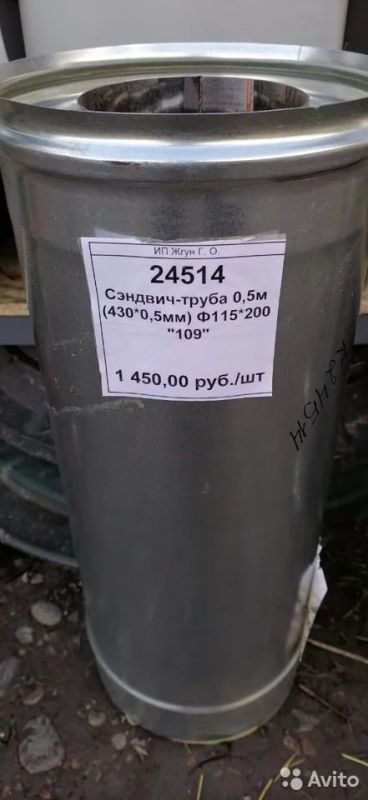 ИП Жгун Г. О.
24514
Сэндвич-труба 0,5м
(430*0,5мм) Ф115*200
"109"
1 450,00 руб./шт
К24514
Avito